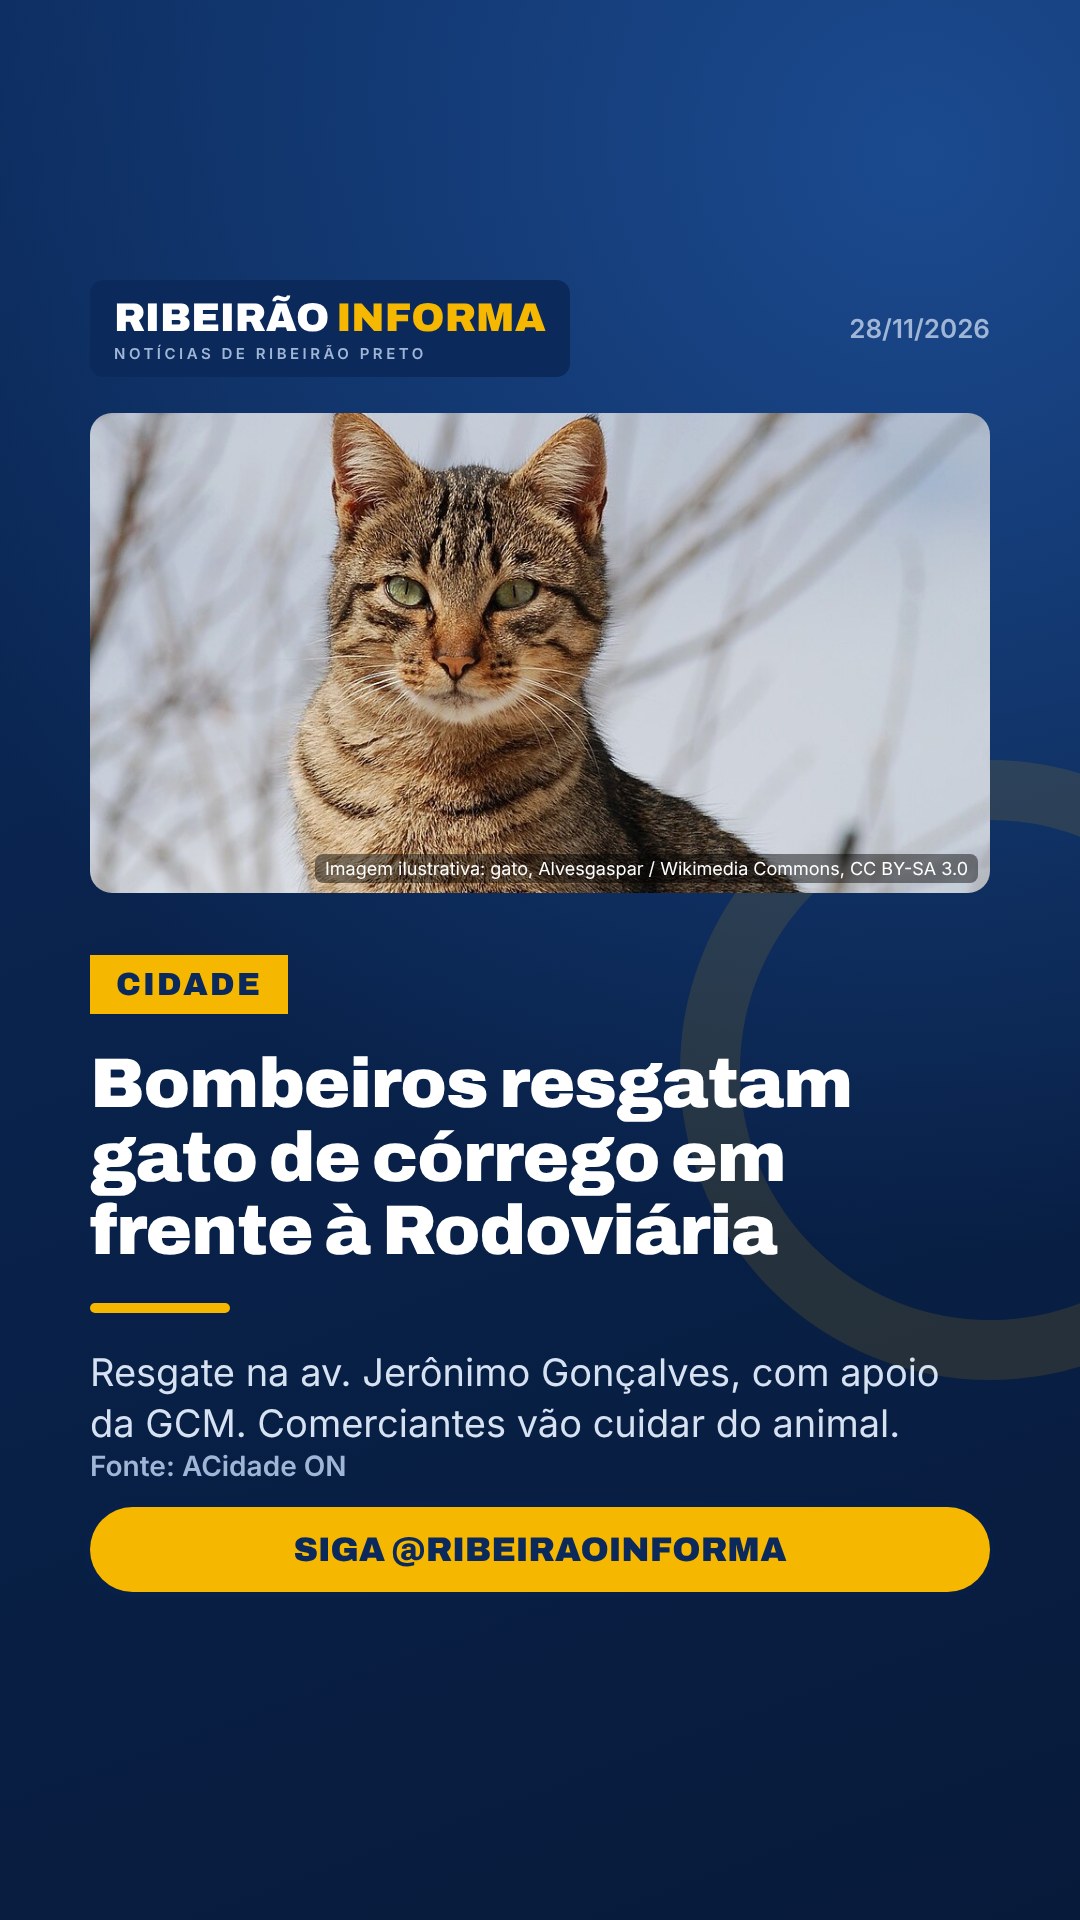 RIBEIRÃO INFORMA
NOTÍCIAS DE RIBEIRÃO PRETO
28/11/2026
Imagem ilustrativa: gato, Alvesgaspar / Wikimedia Commons, CC BY-SA 3.0
CIDADE
Bombeiros resgatam
gato de córrego em
frente à Rodoviária
Resgate na av. Jerônimo Gonçalves, com apoio
da GCM. Comerciantes vão cuidar do animal.
Fonte: ACidade ON
SIGA @RIBEIRAOINFORMA